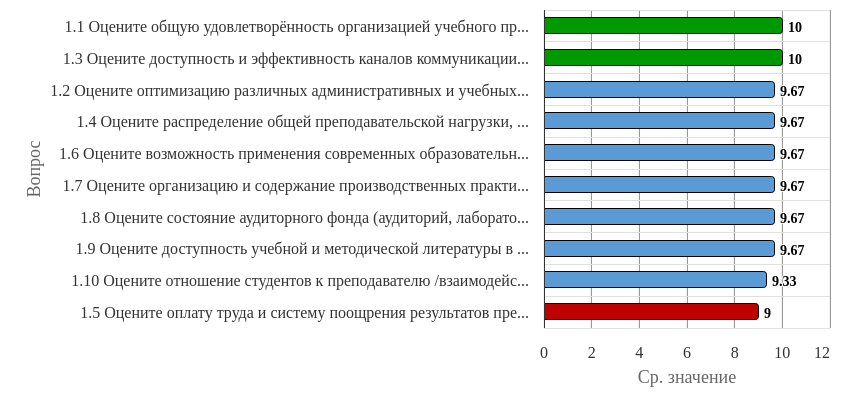 1.1 Оцените общую удовлетворённость организацией учебного пр... 10
1.3 Оцените доступность и эффективность каналов коммуникации... 10
1.2 Оцените оптимизацию различных административных и учебных... 9.67
1.4 Оцените распределение общей преподавательской нагрузки, ... 9.67
1.6 Оцените возможность применения современных образовательн... 9.67
1.7 Оцените организацию и содержание производственных практи... 9.67
1.8 Оцените состояние аудиторного фонда (аудиторий, лаборато... 9.67
1.9 Оцените доступность учебной и методической литературы в ... 9.67
1.10 Оцените отношение студентов к преподавателю /взаимодейс... 9.33
1.5 Оцените оплату труда и систему поощрения результатов пре... 9
Вопрос
0 2 4 6 8 10 12
Ср. значение